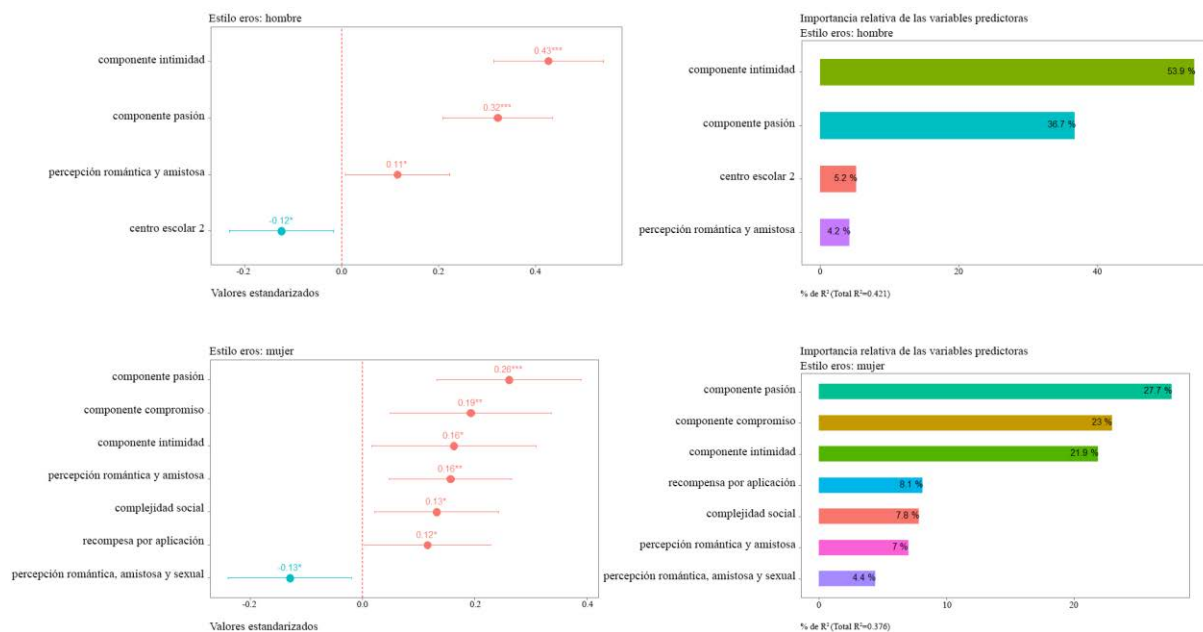 Estilo eros: hombre
componente intimidad
0.43***
componente pasión
0.32***
percepción romántica y amistosa
0.11*
centro escolar 2
-0.12*
-0.2
0.0
0.2
0.4
Valores estandarizados
Importancia relativa de las variables predictoras
Estilo eros: hombre
componente intimidad
53.9 %
componente pasión
36.7 %
centro escolar 2
5.2 %
percepción romántica y amistosa
4.2 %
0
20
40
% de R² (Total R²=0.421)
Estilo eros: mujer
componente pasión
0.26***
componente compromiso
0.19**
componente intimidad
0.16*
percepción romántica y amistosa
0.16**
complejidad social
0.13*
recompesa por aplicación
0.12*
percepción romántica, amistosa y sexual
-0.13*
-0.2
0.0
0.2
0.4
Valores estandarizados
Importancia relativa de las variables predictoras
Estilo eros: mujer
componente pasión
27.7 %
componente compromiso
23 %
componente intimidad
21.9 %
recompensa por aplicación
8.1 %
complejidad social
7.8 %
percepción romántica y amistosa
7 %
percepción romántica, amistosa y sexual
4.4 %
0
10
20
% de R² (Total R²=0.376)